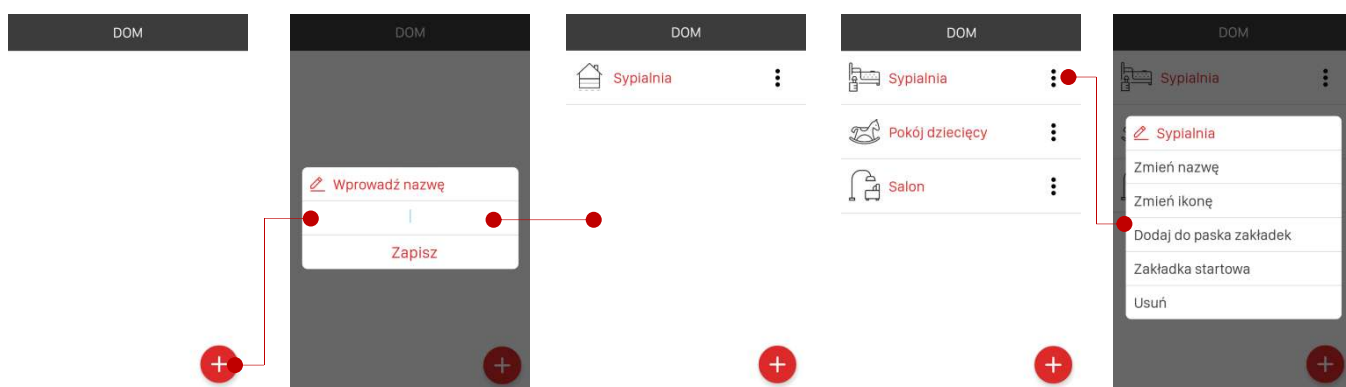 DOM
DOM
Wprowadź nazwę
Zapisz
DOM
Sypialnia
DOM
Sypialnia
Pokój dziecięcy
Salon
DOM
Sypialnia
Sypialnia
Zmień nazwę
Zmień ikonę
Dodaj do paska zakładek
Zakładka startowa
Usuń